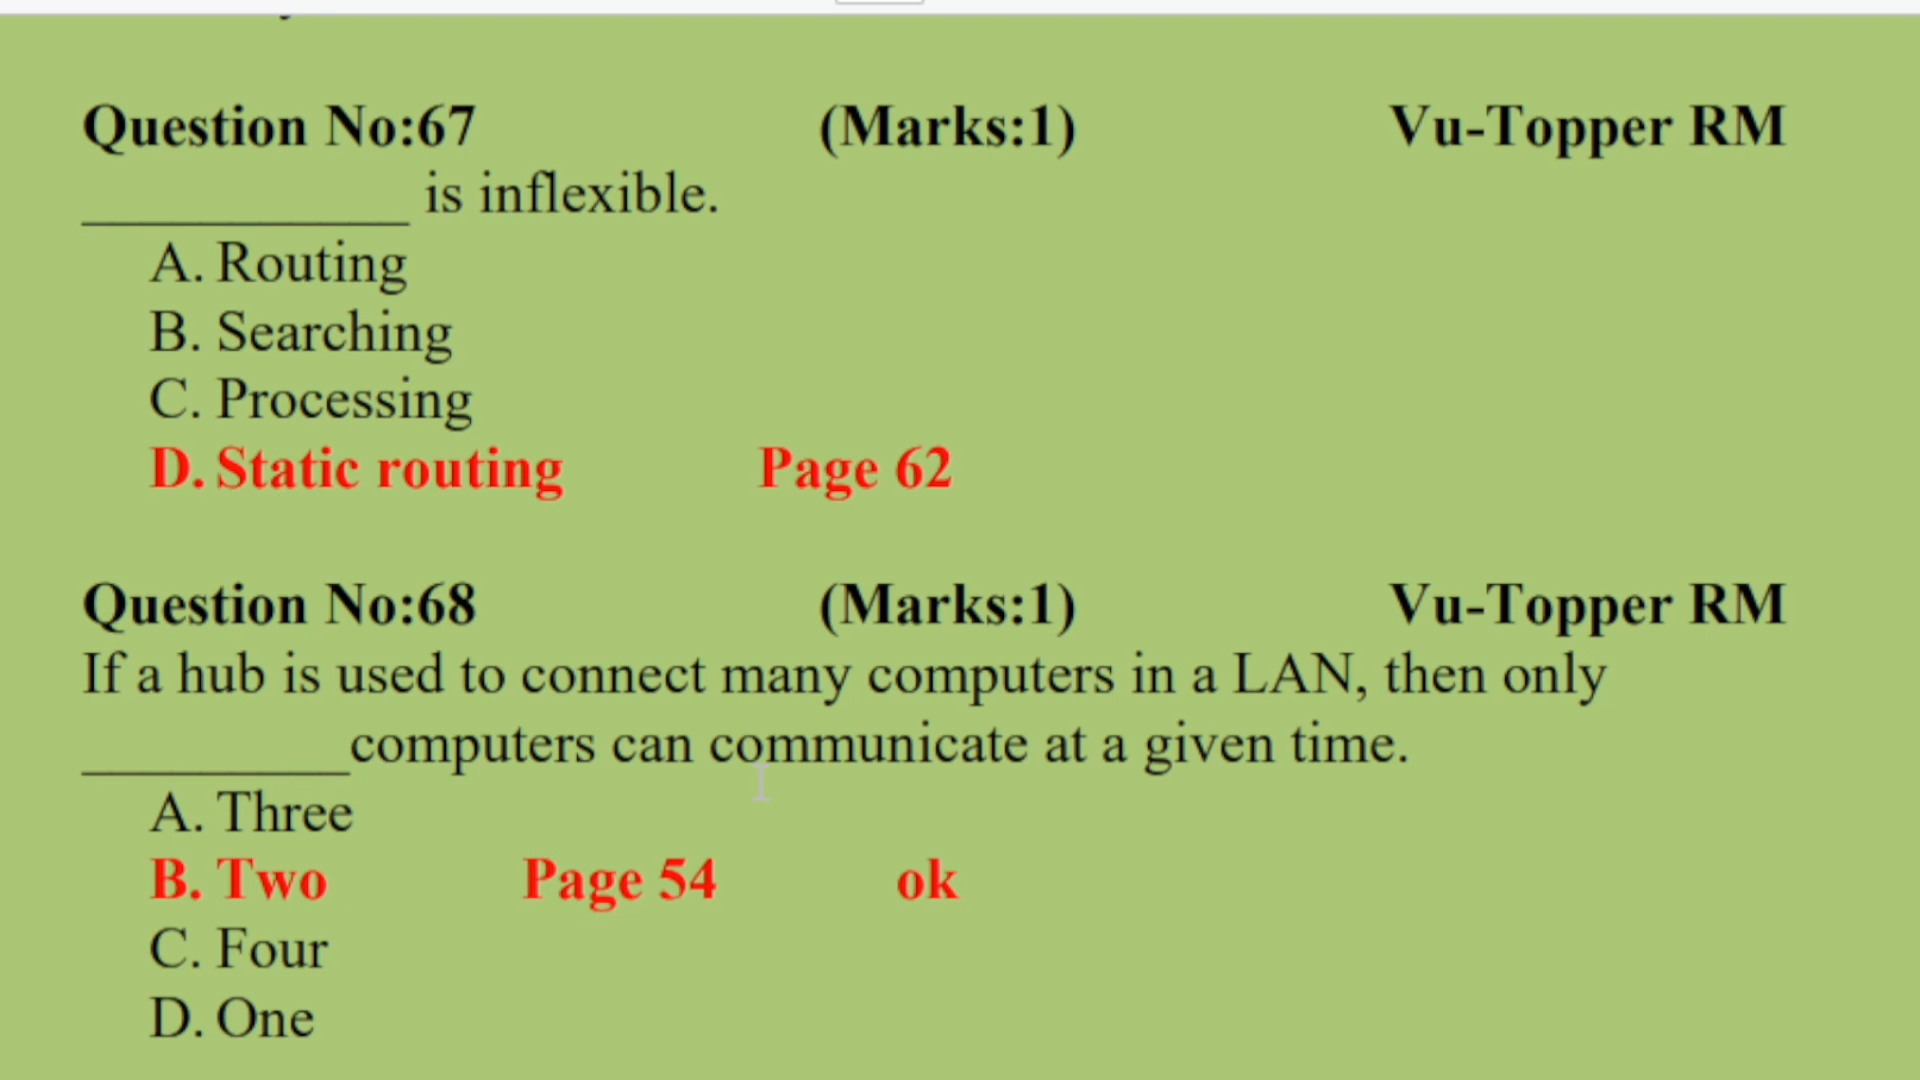 Question No:67 (Marks:1) Vu-Topper RM
___________ is inflexible.
A. Routing
B. Searching
C. Processing
D. Static routing Page 62
Question No:68 (Marks:1) Vu-Topper RM
If a hub is used to connect many computers in a LAN, then only
_________computers can communicate at a given time.
A. Three
B. Two Page 54 ok
C. Four
D. One